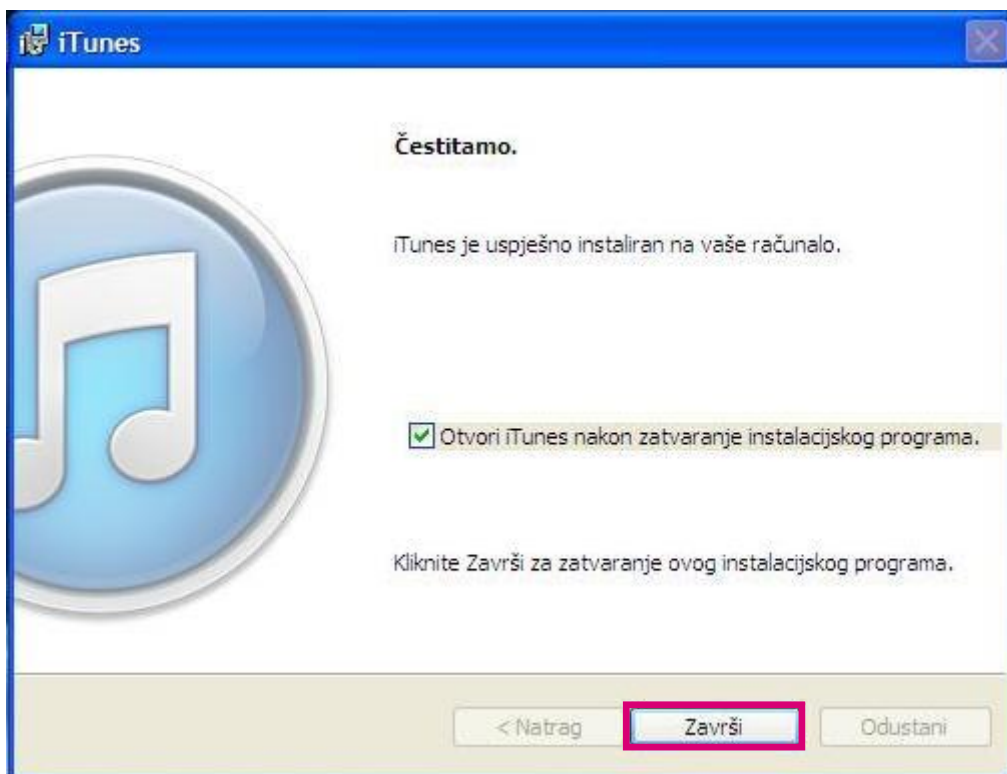 iTunes
Čestitamo.
iTunes je uspješno instaliran na vaše računalo.
Otvori iTunes nakon zatvaranje instalacijskog programa.
Kliknite Završi za zatvaranje ovog instalacijskog programa.
< Natrag
Završi
Odustani